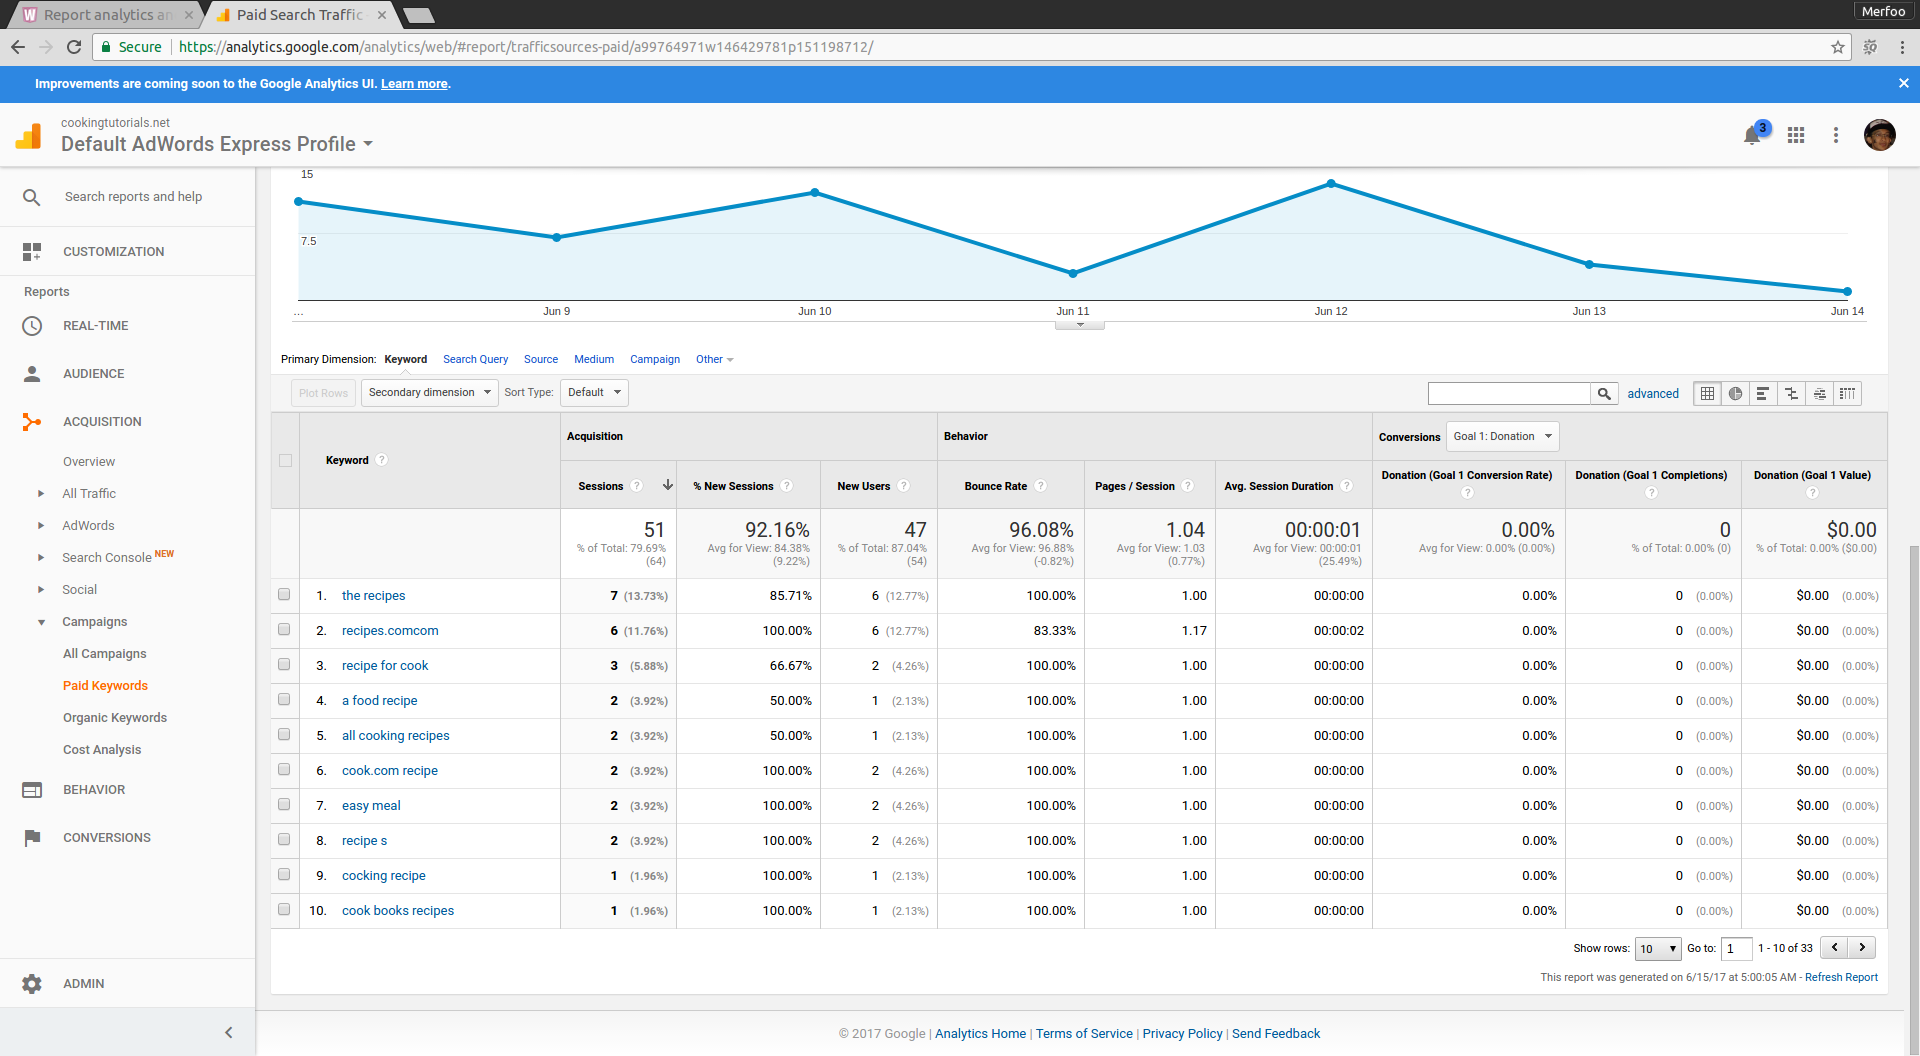 Report analytics an
Paid Search Traffic
Merfoo
Secure
https://analytics.google.com/analytics/web/#report/trafficsources-paid/a99764971w146429781p151198712/
Improvements are coming soon to the Google Analytics UI. Learn more.
cookingtutorials.net
Default AdWords Express Profile
3
Search reports and help
CUSTOMIZATION
Reports
REAL-TIME
AUDIENCE
ACQUISITION
Overview
All Traffic
AdWords
Search Console NEW
Social
Campaigns
All Campaigns
Paid Keywords
Organic Keywords
Cost Analysis
BEHAVIOR
CONVERSIONS
ADMIN
15
7.5
... Jun 9 Jun 10 Jun 11 Jun 12 Jun 13 Jun 14
Primary Dimension: Keyword Search Query Source Medium Campaign Other
Plot Rows Secondary dimension Sort Type: Default advanced
Keyword ? Acquisition Behavior Conversions Goal 1: Donation
Sessions ? % New Sessions ? New Users ? Bounce Rate ? Pages / Session ? Avg. Session Duration ? Donation (Goal 1 Conversion Rate) ? Donation (Goal 1 Completions) ? Donation (Goal 1 Value) ?
51 92.16% 47 96.08% 1.04 00:00:01 0.00% 0 $0.00
% of Total: 79.69% Avg for View: 84.38% % of Total: 87.04% Avg for View: 96.88% Avg for View: 1.03 Avg for View: 00:00:01 Avg for View: 0.00% (0.00%) % of Total: 0.00% (0) % of Total: 0.00% ($0.00)
(64) (9.22%) (54) (-0.82%) (0.77%) (25.49%)
1. the recipes 7 (13.73%) 85.71% 6 (12.77%) 100.00% 1.00 00:00:00 0.00% 0 (0.00%) $0.00 (0.00%)
2. recipes.comcom 6 (11.76%) 100.00% 6 (12.77%) 83.33% 1.17 00:00:02 0.00% 0 (0.00%) $0.00 (0.00%)
3. recipe for cook 3 (5.88%) 66.67% 2 (4.26%) 100.00% 1.00 00:00:00 0.00% 0 (0.00%) $0.00 (0.00%)
4. a food recipe 2 (3.92%) 50.00% 1 (2.13%) 100.00% 1.00 00:00:00 0.00% 0 (0.00%) $0.00 (0.00%)
5. all cooking recipes 2 (3.92%) 50.00% 1 (2.13%) 100.00% 1.00 00:00:00 0.00% 0 (0.00%) $0.00 (0.00%)
6. cook.com recipe 2 (3.92%) 100.00% 2 (4.26%) 100.00% 1.00 00:00:00 0.00% 0 (0.00%) $0.00 (0.00%)
7. easy meal 2 (3.92%) 100.00% 2 (4.26%) 100.00% 1.00 00:00:00 0.00% 0 (0.00%) $0.00 (0.00%)
8. recipe s 2 (3.92%) 100.00% 2 (4.26%) 100.00% 1.00 00:00:00 0.00% 0 (0.00%) $0.00 (0.00%)
9. cocking recipe 1 (1.96%) 100.00% 1 (2.13%) 100.00% 1.00 00:00:00 0.00% 0 (0.00%) $0.00 (0.00%)
10. cook books recipes 1 (1.96%) 100.00% 1 (2.13%) 100.00% 1.00 00:00:00 0.00% 0 (0.00%) $0.00 (0.00%)
Show rows: 10 Go to: 1 1 - 10 of 33
This report was generated on 6/15/17 at 5:00:05 AM - Refresh Report
© 2017 Google | Analytics Home | Terms of Service | Privacy Policy | Send Feedback